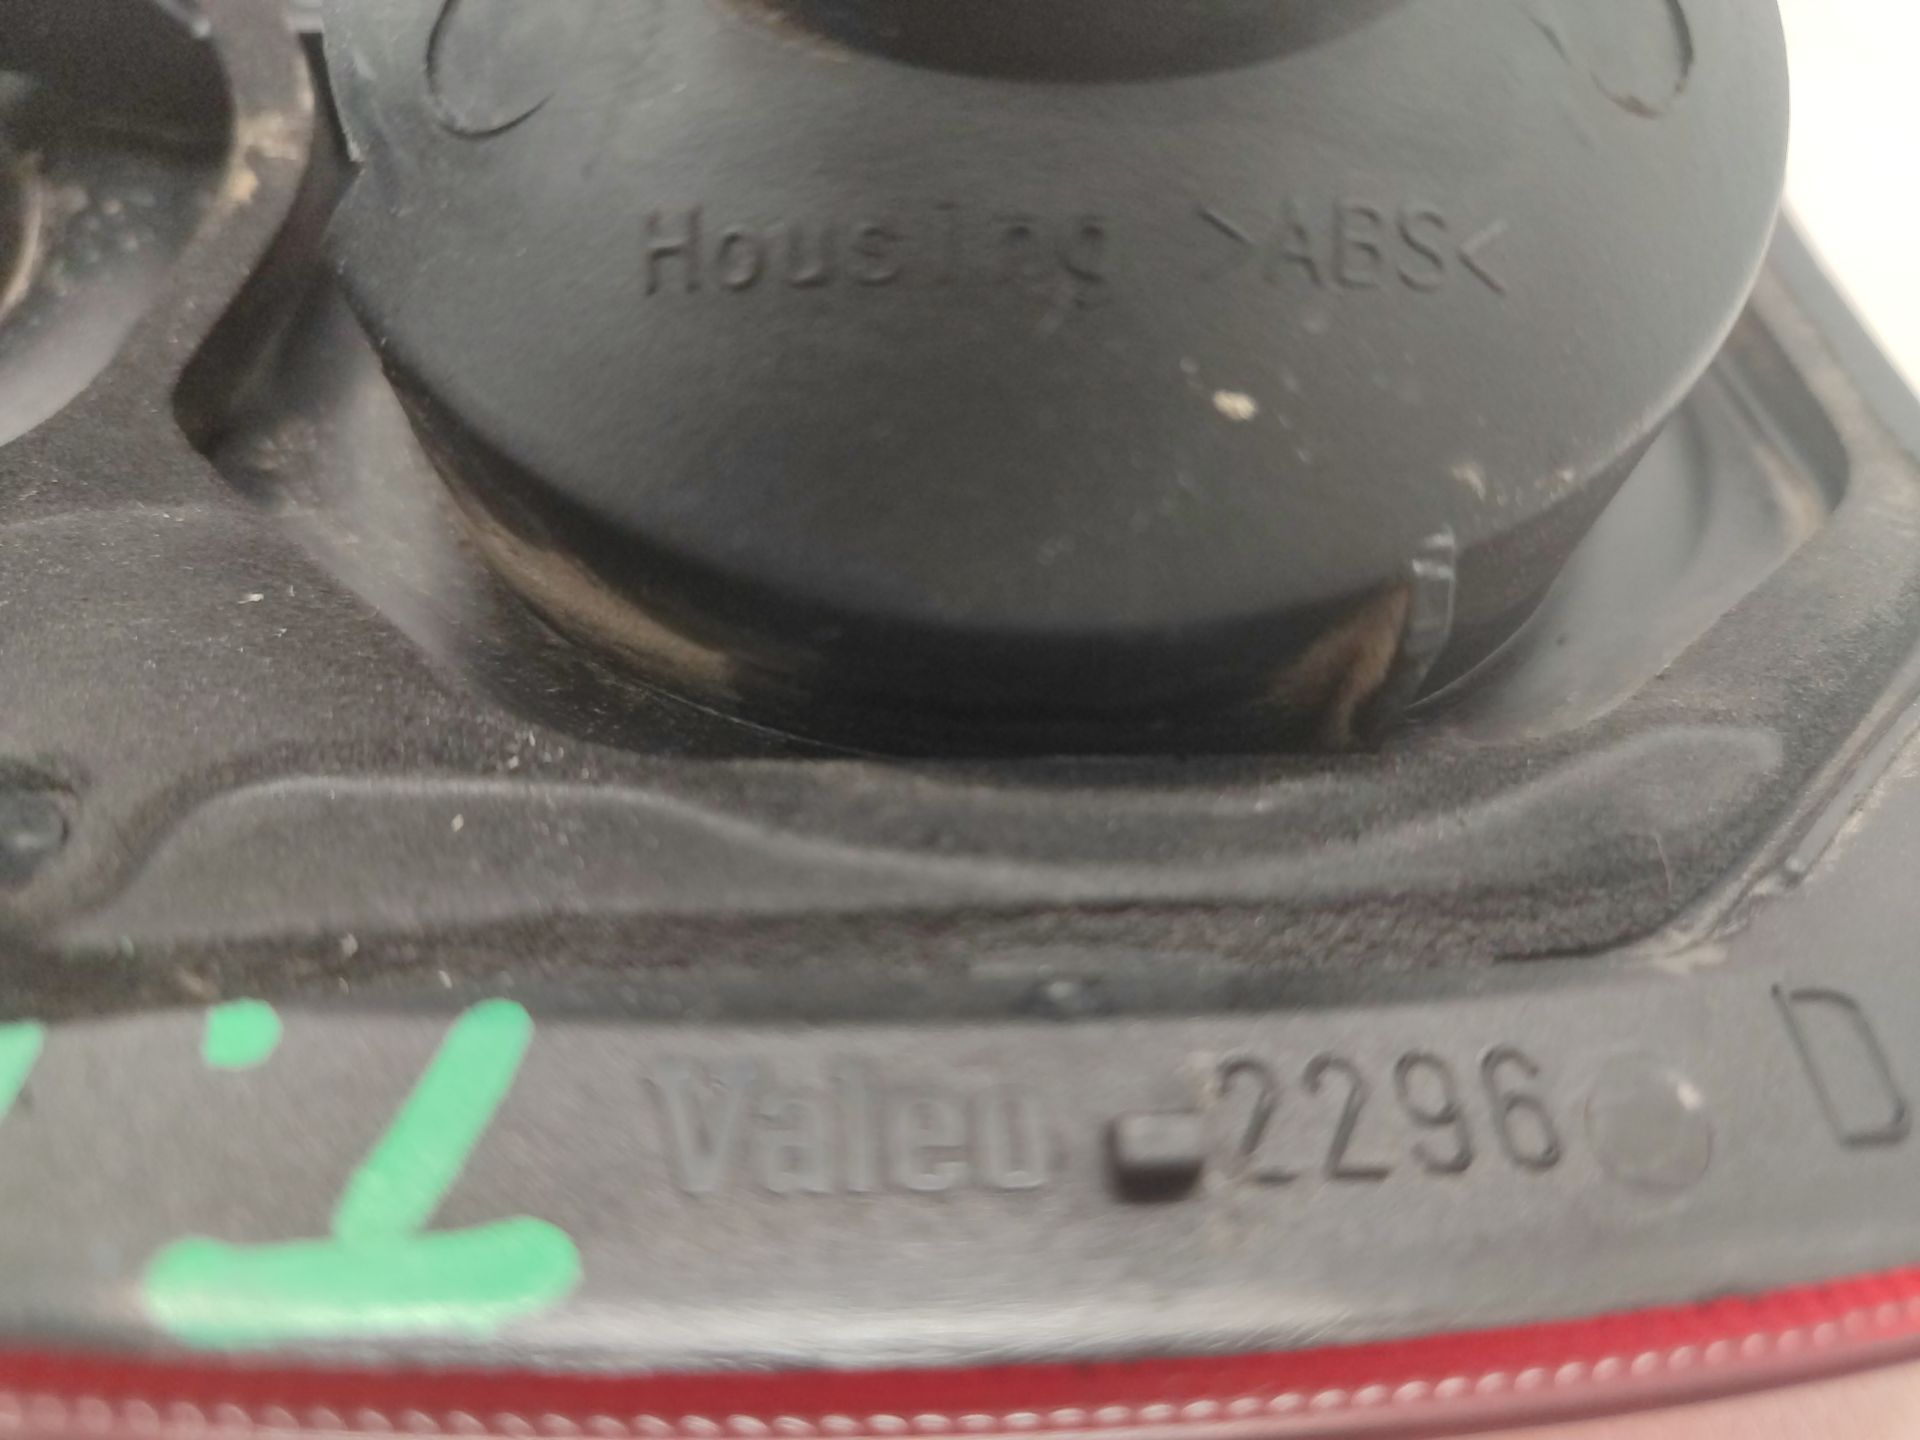 Housing >ABS<
Valeo 2296 D